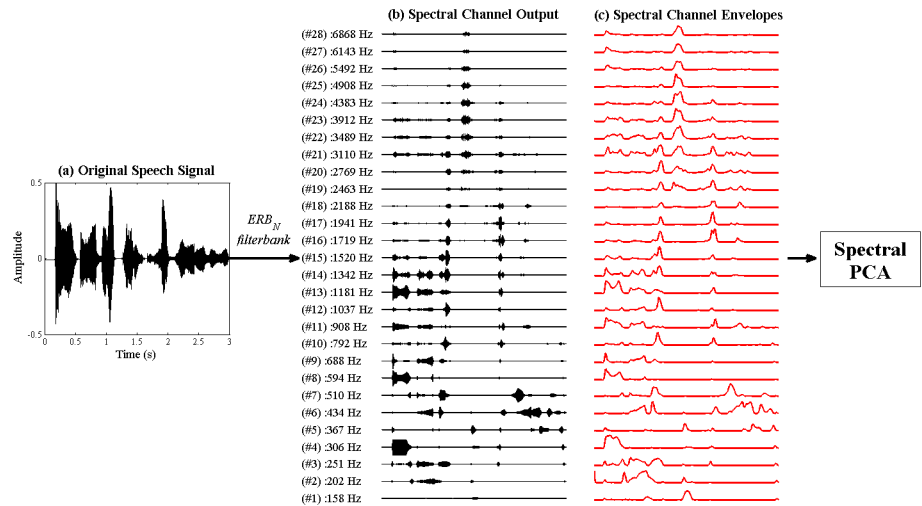 (b) Spectral Channel Output
(c) Spectral Channel Envelopes
(#28) :6868 Hz
(#27) :6143 Hz
(#26) :5492 Hz
(#25) :4908 Hz
(#24) :4383 Hz
(#23) :3912 Hz
(#22) :3489 Hz
(#21) :3110 Hz
(#20) :2769 Hz
(#19) :2463 Hz
(#18) :2188 Hz
(#17) :1941 Hz
(#16) :1719 Hz
(#15) :1520 Hz
(#14) :1342 Hz
(#13) :1181 Hz
(#12) :1037 Hz
(#11) :908 Hz
(#10) :792 Hz
(#9) :688 Hz
(#8) :594 Hz
(#7) :510 Hz
(#6) :434 Hz
(#5) :367 Hz
(#4) :306 Hz
(#3) :251 Hz
(#2) :202 Hz
(#1) :158 Hz
(a) Original Speech Signal
0.5
0
-0.5
Amplitude
0 1 2 3
Time (s)
ERB_N
filterbank
Spectral
PCA